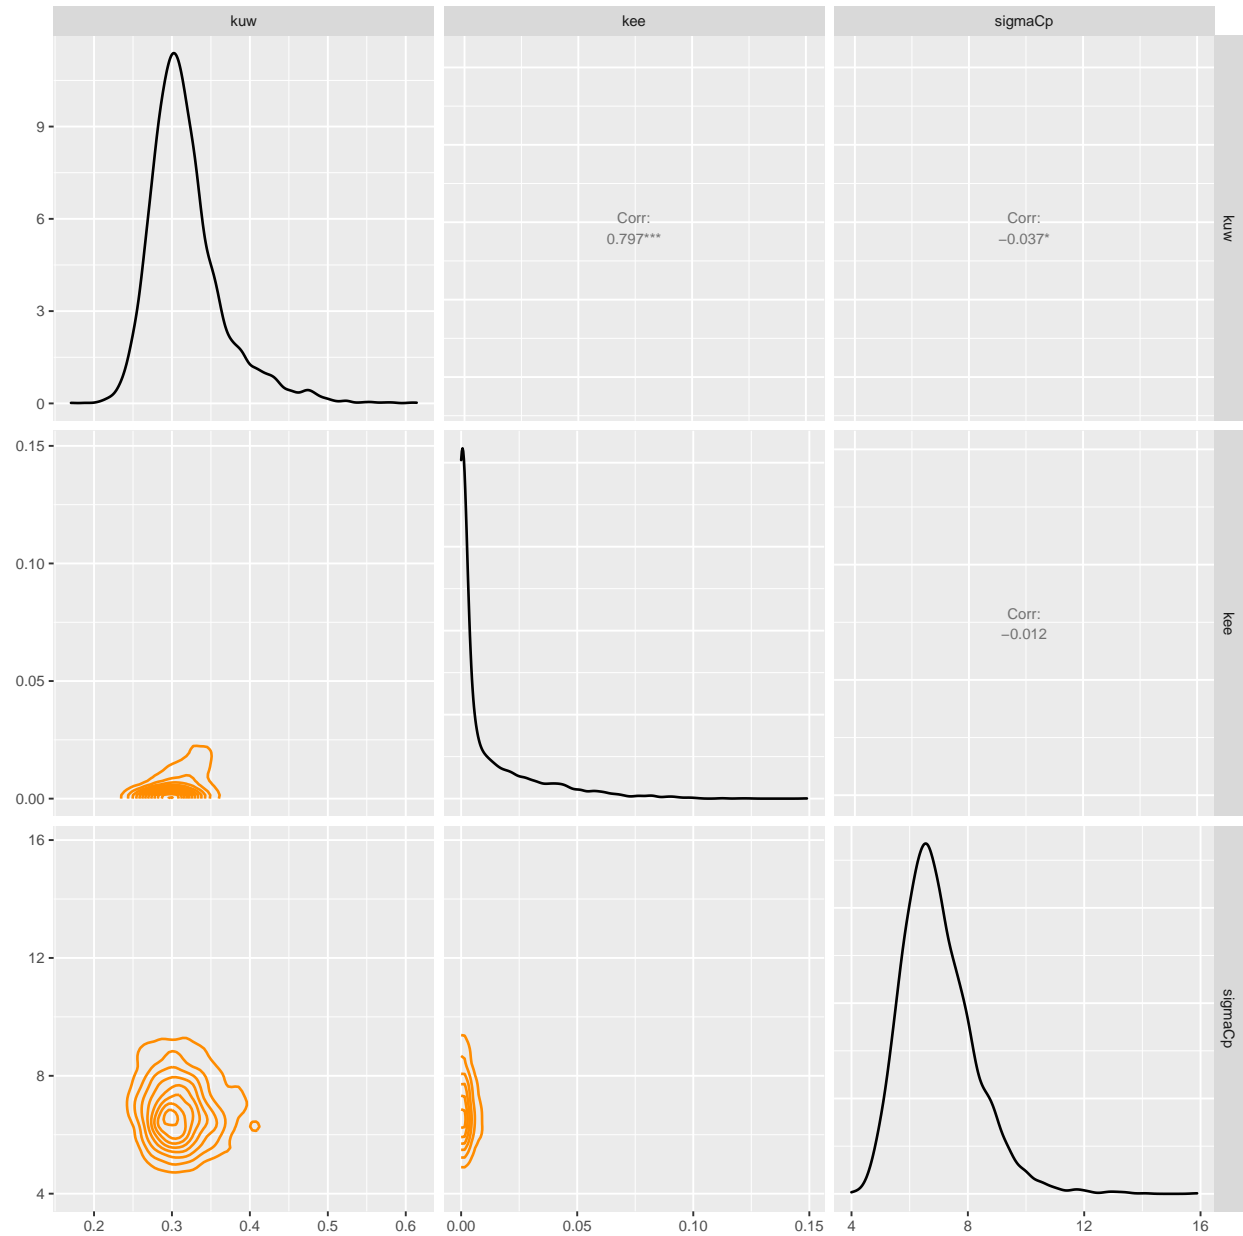 kuw kee sigmaCp
9
6
3
0
Corr:
0.797***
Corr:
−0.037*
kuw
0.15
0.10
0.05
0.00
Corr:
−0.012
kee
16
12
8
4
sigmaCp
0.2 0.3 0.4 0.5 0.6 0.00 0.05 0.10 0.15 4 8 12 16